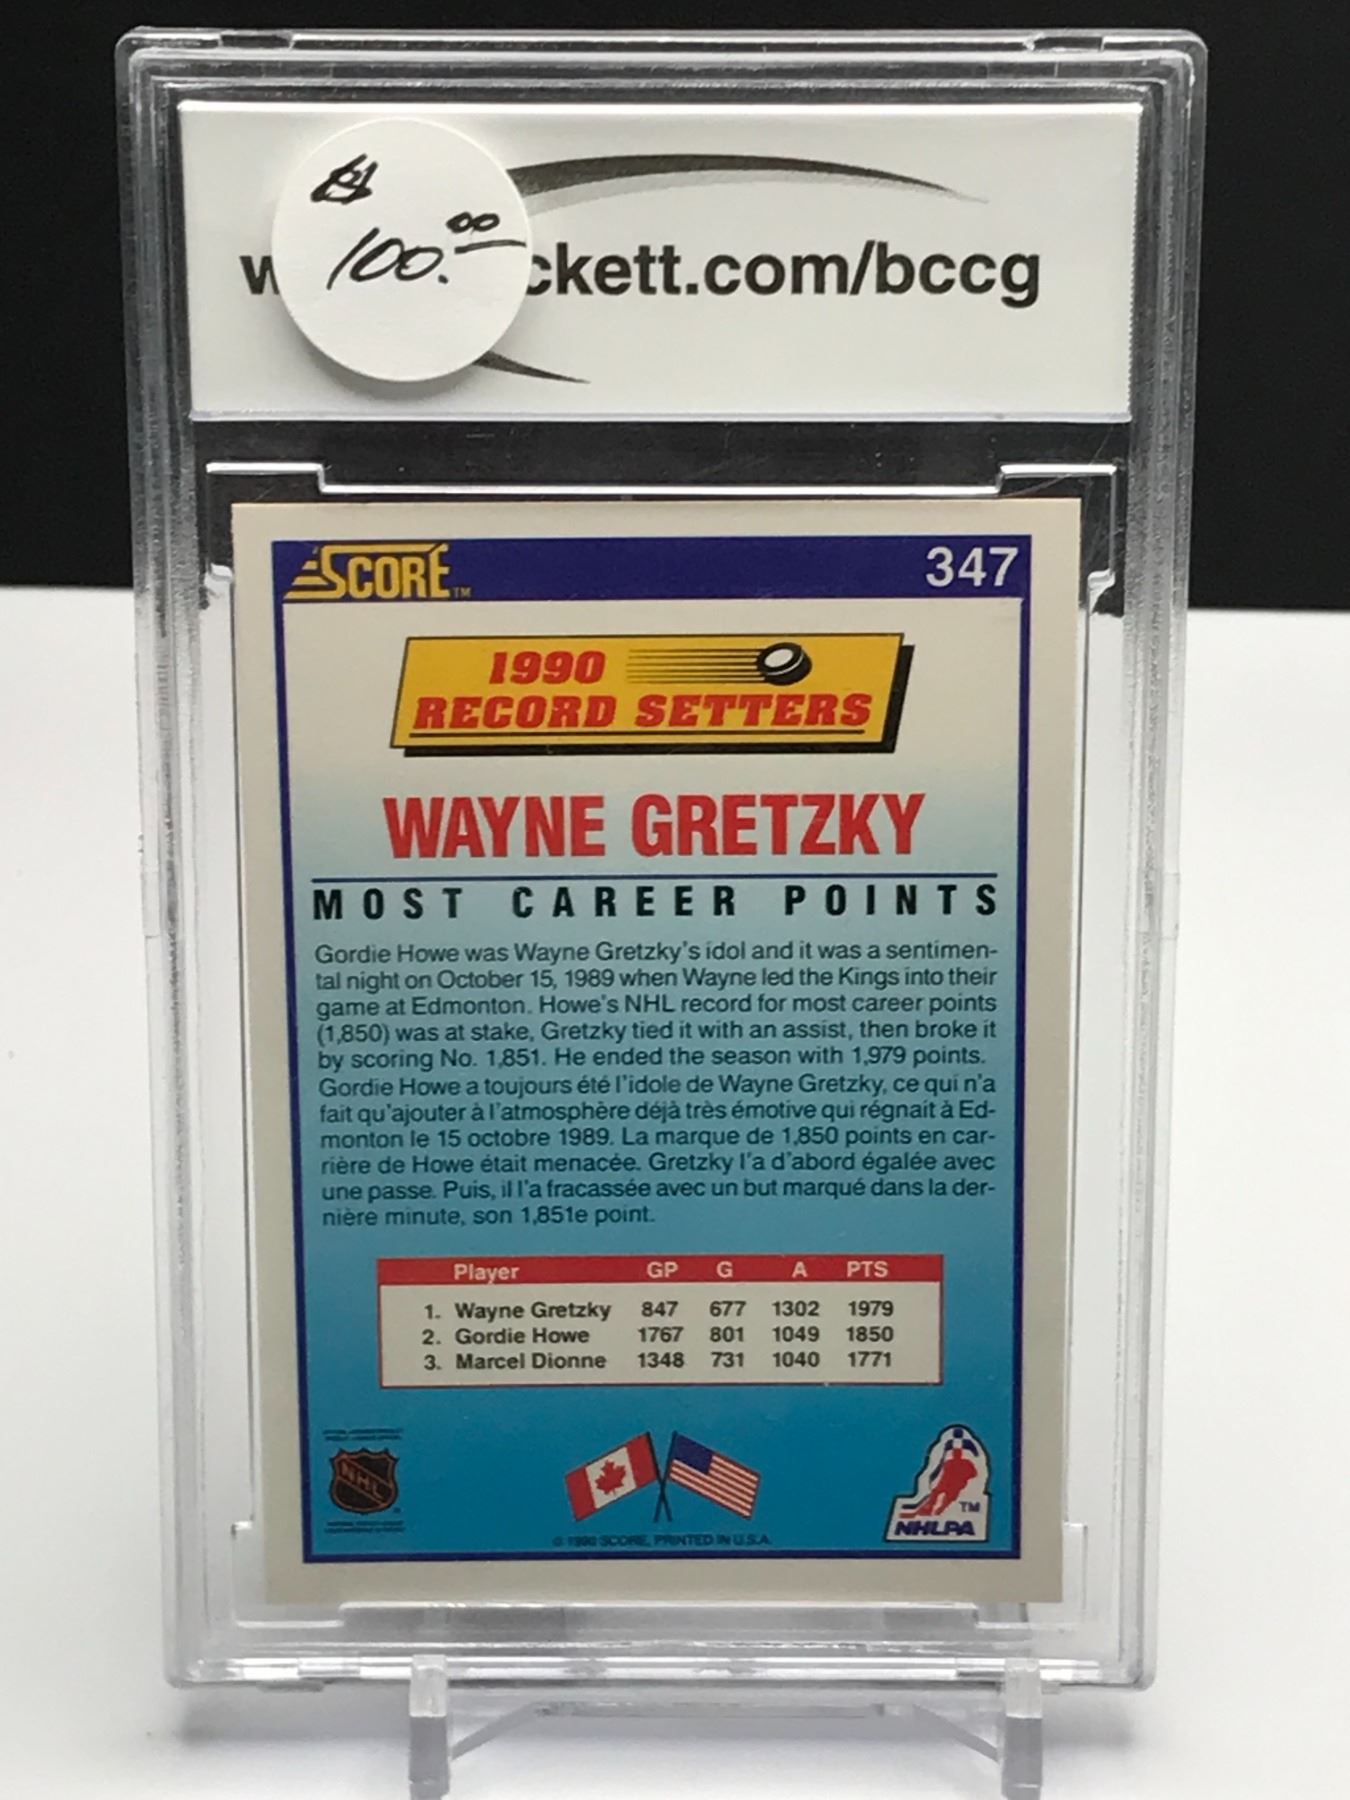 $
100.00
ckett.com/bccg
SCORE TM
347
1990
RECORD SETTERS
WAYNE GRETZKY
MOST CAREER POINTS
Gordie Howe was Wayne Gretzky's idol and it was a sentimen-
tal night on October 15, 1989 when Wayne led the Kings into their
game at Edmonton. Howe's NHL record for most career points
(1,850) was at stake, Gretzky tied it with an assist, then broke it
by scoring No. 1,851. He ended the season with 1,979 points.
Gordie Howe a toujours été l'idole de Wayne Gretzky, ce qui n'a
fait qu'ajouter à l'atmosphère déjà très émotive qui régnait à Ed-
monton le 15 octobre 1989. La marque de 1,850 points en car-
rière de Howe était menacée. Gretzky l'a d'abord égalée avec
une passe. Puis, il l'a fracassée avec un but marqué dans la der-
nière minute, son 1,851e point.
Player GP G A PTS
1. Wayne Gretzky 847 677 1302 1979
2. Gordie Howe 1767 801 1049 1850
3. Marcel Dionne 1348 731 1040 1771
NHL
TM
NHLPA
© 1990 SCORE, PRINTED IN U.S.A.